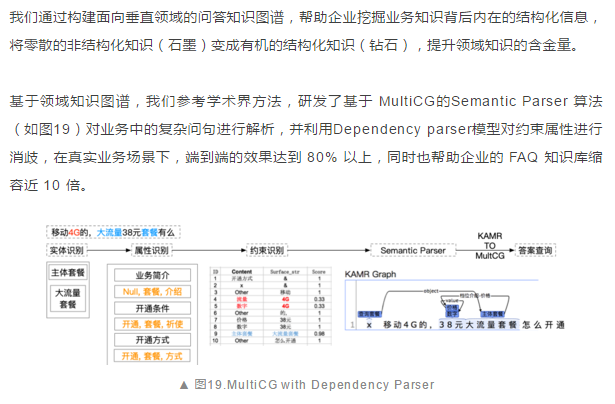 我们通过构建面向垂直领域的问答知识图谱，帮助企业挖掘业务知识背后内在的结构化信息，
将零散的非结构化知识（石墨）变成有机的结构化知识（钻石），提升领域知识的含金量。
基于领域知识图谱，我们参考学术界方法，研发了基于 MultiCG的Semantic Parser 算法
（如图19）对业务中的复杂问句进行解析，并利用Dependency parser模型对约束属性进行
消歧，在真实业务场景下，端到端的效果达到 80% 以上，同时也帮助企业的 FAQ 知识库缩
容近 10 倍。
移动4G的，大流量38元套餐有么
实体识别 属性识别 约束识别 Semantic Parser KAMR TO MultCG 答案查询
主体套餐
大流量
套餐
业务简介
Null, 套餐, 介绍
开通条件
开通, 套餐, 祈使
开通方式
开通, 套餐, 方式
ID Content Surface_str Score
1 开通方式 & 1
2 x & 1
3 Other 移动 1
4 流量 4G 0.33
5 数字 4G 0.33
6 Other 的, 1
7 价格 38元 1
8 数字 38元 1
9 主体套餐 大流量套餐 0.98
10 Other 怎么开通 1
KAMR Graph
object
相位介绍-价格
value
查询套餐 价格 数字 主体套餐
1 x 移动4G的，38元大流量套餐 怎么开通
▲ 图19.MultiCG with Dependency Parser